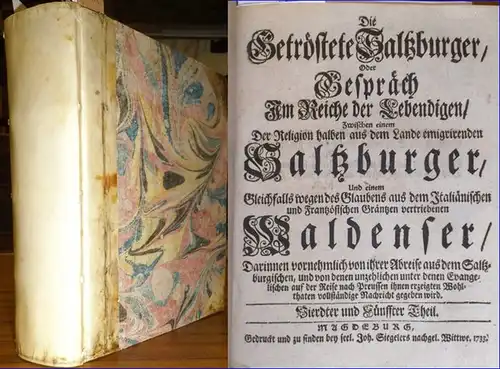 Die
Getröstete Saltzburger/
Oder
Gespräch
Im Reiche der Lebendigen/
Zwischen einem
Der Religion halben aus dem Lande emigrirenden
Saltzburger/
Und einem
Gleichfalls wegen des Glaubens aus dem Italiänischen
und Frantzösischen Gräntzen vertriebenen
Waldenser/
Darinnen vornehmlich von ihrer Abreise aus dem Saltz-
burgischen, und von denen unzehlichen unter denen Evange-
lischen auf der Reise nach Preussen ihnen erzeigten Wohl-
thaten vollständige Nachricht gegeben wird.
Vierdter und Fünffter Theil.
MAGDEBURG,
Gedruckt und zu finden bey seel. Joh. Siegelers nachgel. Wittwe. 1733.